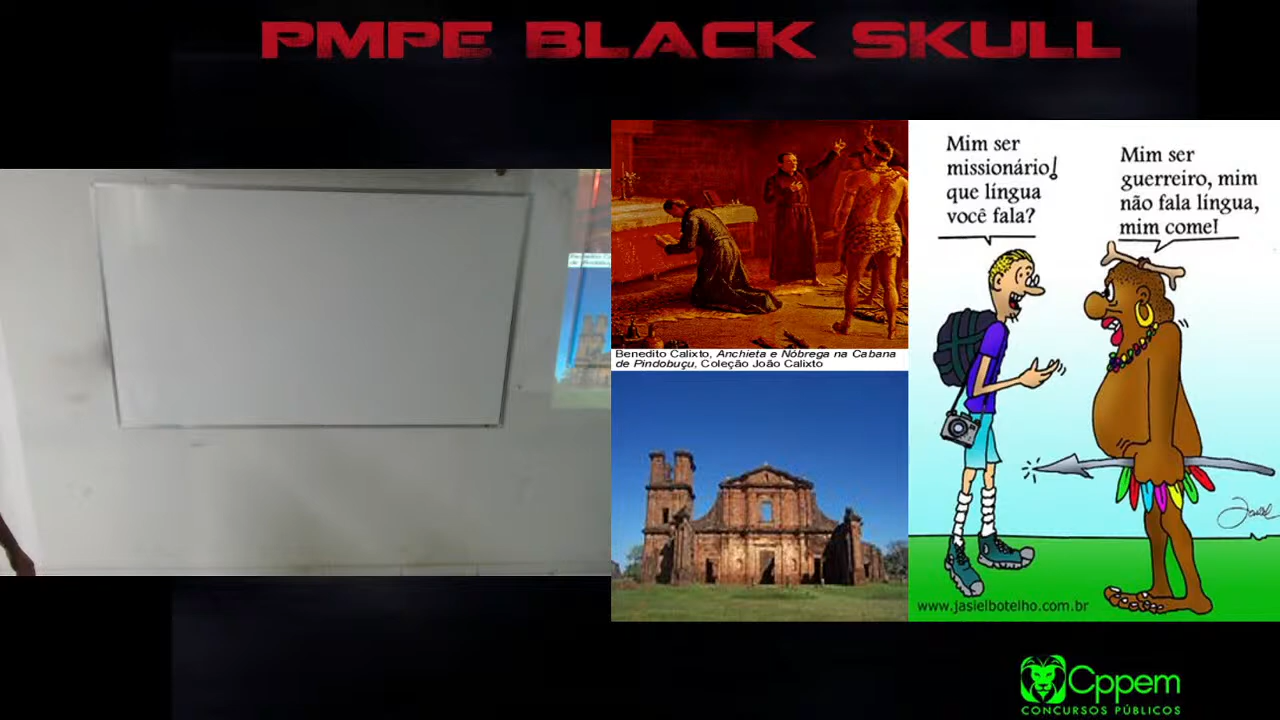 PMPE BLACK SKULL
Benedito Calixto, Anchieta e Nóbrega na Cabana
de Pindobuçu, Coleção João Calixto
Mim ser
missionário!
que língua
você fala?
Mim ser
guerreiro, mim
não fala língua,
mim come!
Jasiel
www.jasielbotelho.com.br
Cppem
CONCURSOS PÚBLICOS